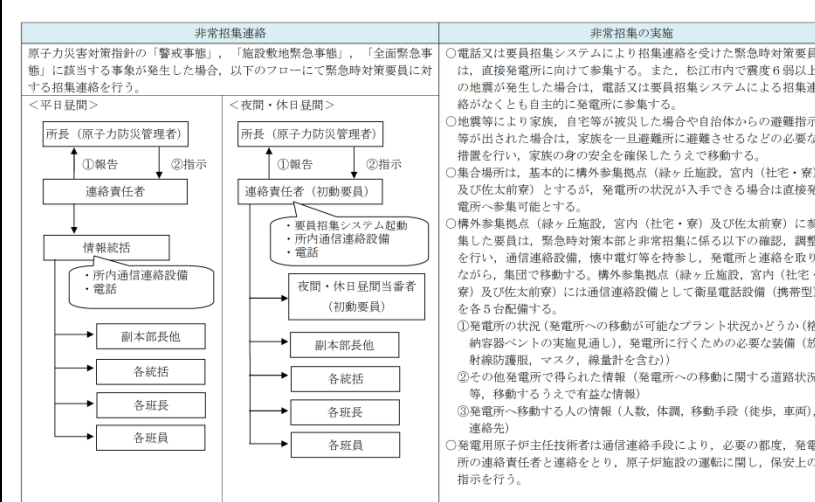 非常招集連絡
原子力災害対策指針の「警戒事態」，「施設敷地緊急事態」，「全面緊急事
態」に該当する事象が発生した場合，以下のフローにて緊急時対策要員に対
する招集連絡を行う。
＜平日昼間＞
所長（原子力防災管理者）
①報告
②指示
連絡責任者
情報統括
・所内通信連絡設備
・電話
副本部長他
各統括
各班長
各班員
＜夜間・休日昼間＞
所長（原子力防災管理者）
①報告
②指示
連絡責任者（初動要員）
・要員招集システム起動
・所内通信連絡設備
・電話
夜間・休日昼間当番者
（初動要員）
副本部長他
各統括
各班長
各班員
非常招集の実施
○電話又は要員招集システムにより招集連絡を受けた緊急時対策要員
は，直接発電所に向けて参集する。また，松江市内で震度６弱以上
の地震が発生した場合は，電話又は要員招集システムによる招集連
絡がなくとも自主的に発電所に参集する。
○地震等により家族，自宅等が被災した場合や自治体からの避難指示
等が出された場合は，家族を一旦避難所に避難させるなどの必要な
措置を行い，家族の身の安全を確保したうえで移動する。
○集合場所は，基本的に構外参集拠点（緑ヶ丘施設，宮内（社宅・寮）
及び佐太前寮）とするが，発電所の状況が入手できる場合は直接発
電所へ参集可能とする。
○構外参集拠点（緑ヶ丘施設，宮内（社宅・寮）及び佐太前寮）に参
集した要員は，緊急時対策本部と非常招集に係る以下の確認，調整
を行い，通信連絡設備，懐中電灯等を持参し，発電所と連絡を取り
ながら，集団で移動する。構外参集拠点（緑ヶ丘施設，宮内（社宅・
寮）及び佐太前寮）には通信連絡設備として衛星電話設備（携帯型）
を各５台配備する。
①発電所の状況（発電所への移動が可能なプラント状況かどうか（格
納容器ベントの実施見通し），発電所に行くための必要な装備（放
射線防護服，マスク，線量計を含む））
②その他発電所で得られた情報（発電所への移動に関する道路状況
等，移動するうえで有益な情報）
③発電所へ移動する人の情報（人数，体調，移動手段（徒歩，車両），
連絡先）
○発電用原子炉主任技術者は通信連絡手段により，必要の都度，発電
所の連絡責任者と連絡をとり，原子炉施設の運転に関し，保安上の
指示を行う。